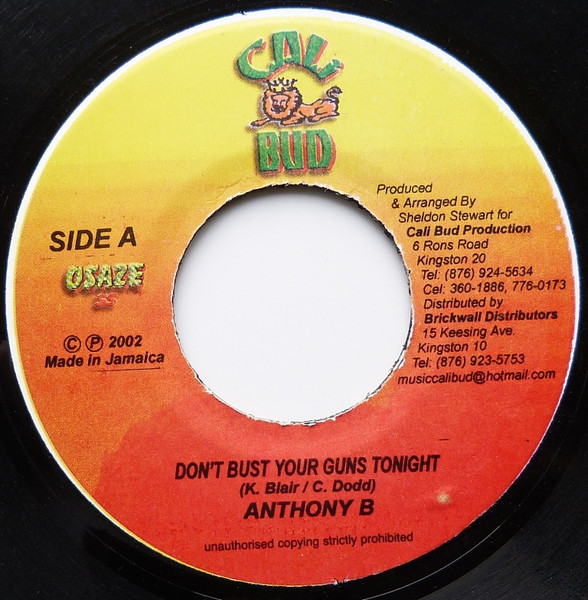 CALI
BUD
SIDE A
OSAZE
© ℗ 2002
Made in Jamaica
Produced
& Arranged By
Sheldon Stewart for
Cali Bud Production
6 Rons Road
Kingston 20
Tel: (876) 924-5634
Cel: 360-1886, 776-0173
Distributed by
Brickwall Distributors
15 Keesing Ave.
Kingston 10
Tel: (876) 923-5753
musiccalibud@hotmail.com
DON'T BUST YOUR GUNS TONIGHT
(K. Blair / C. Dodd)
ANTHONY B
unauthorised copying strictly prohibited